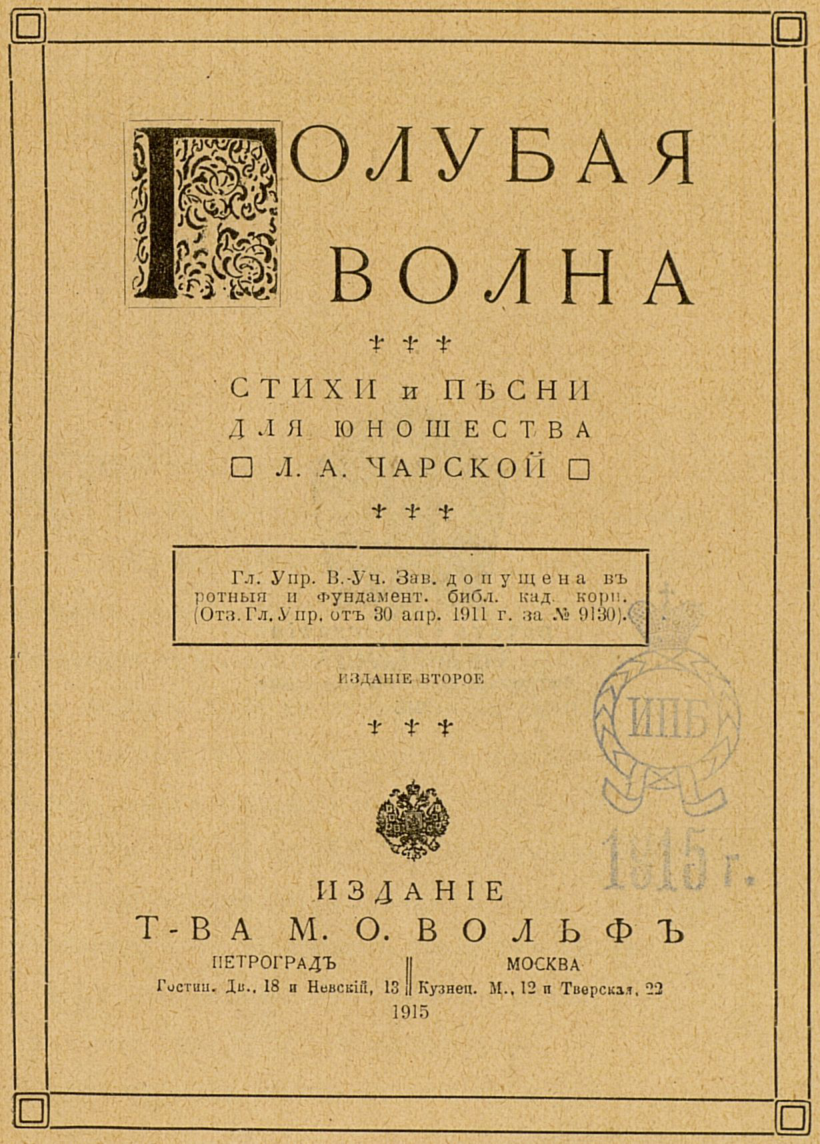 ГОЛУБАЯ
ВОЛНА
СТИХИ и ПѢСНИ
ДЛЯ ЮНОШЕСТВА
Л. А. ЧАРСКОЙ
Гл. Упр. В.-Уч. Зав. допущена въ
ротныя и фундамент. библ. кад. корп.
(Отз. Гл. Упр. отъ 30 апр. 1911 г. за № 9130).
ИЗДАНІЕ ВТОРОЕ
ИПБ
1915 г.
ИЗДАНІЕ
Т-ВА М. О. ВОЛЬФЪ
ПЕТРОГРАДЪ
МОСКВА
Гостин. Дв., 18 и Невскій, 13
Кузнец. М., 12 и Тверская, 22
1915